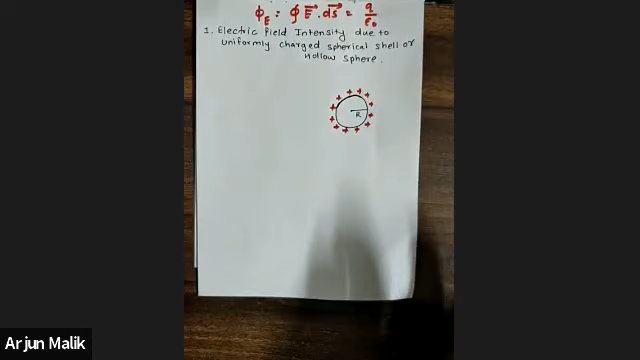 ϕE = ∮ E⃗ . ds⃗ = q/ε₀
1. Electric Field Intensity due to
uniformly charged spherical shell or
Hollow sphere.
R
Arjun Malik